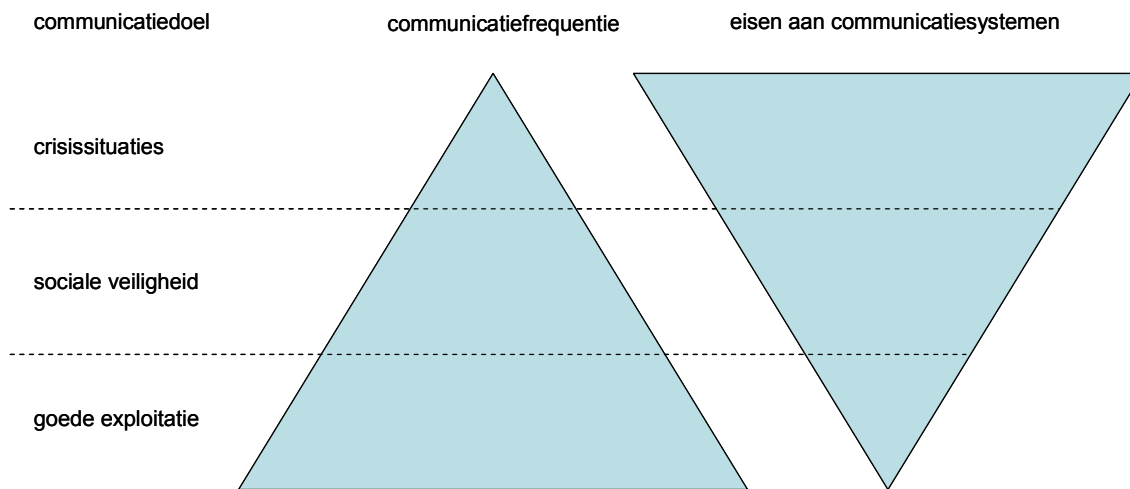 communicatiedoel
communicatiefrequentie
eisen aan communicatiesystemen
crisissituaties
sociale veiligheid
goede exploitatie